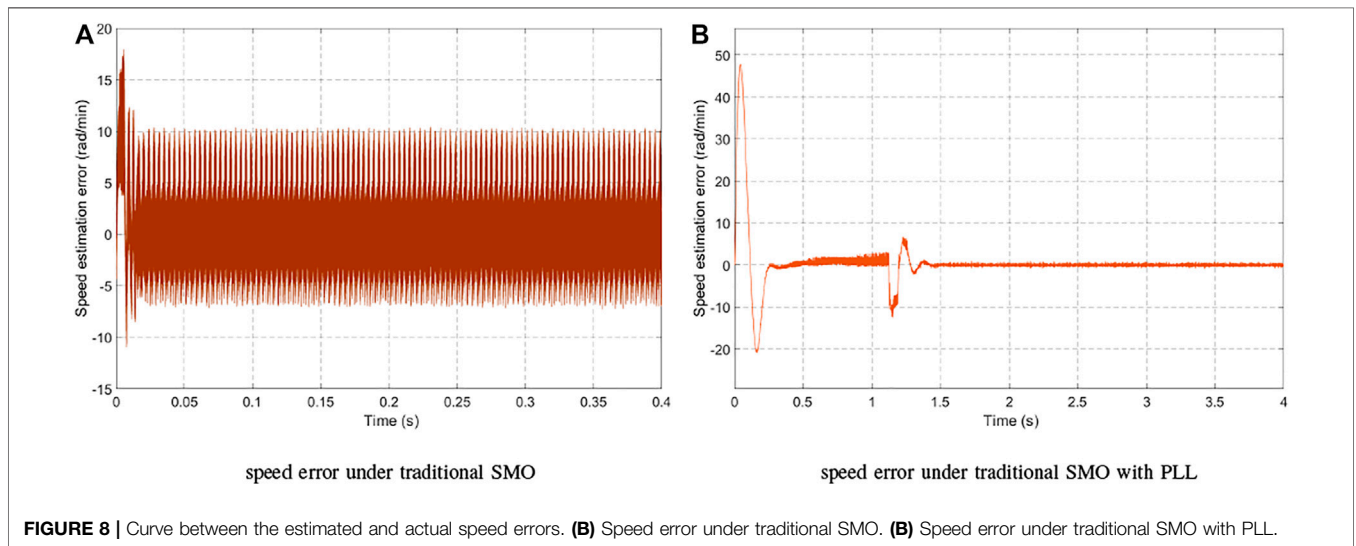 A
20
15
10
5
0
-5
-10
-15
Speed estimation error (rad/min)
0 0.05 0.1 0.15 0.2 0.25 0.3 0.35 0.4
Time (s)
speed error under traditional SMO
B
50
40
30
20
10
0
-10
-20
Speed estimation error (rad/min)
0 0.5 1 1.5 2 2.5 3 3.5 4
Time (s)
speed error under traditional SMO with PLL
FIGURE 8 | Curve between the estimated and actual speed errors. (B) Speed error under traditional SMO. (B) Speed error under traditional SMO with PLL.